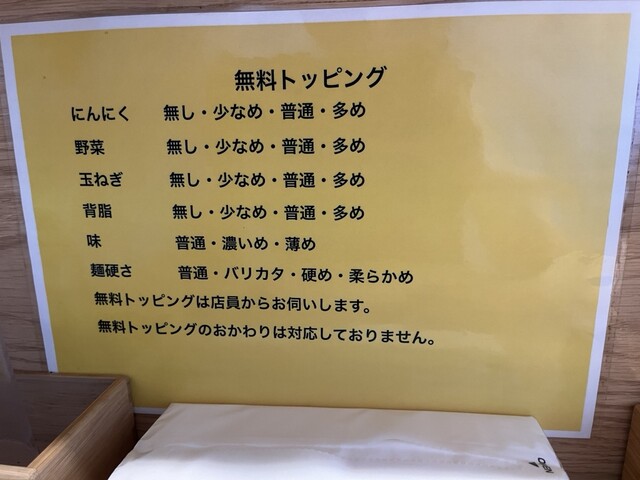 無料トッピング
にんにく 無し・少なめ・普通・多め
野菜 無し・少なめ・普通・多め
玉ねぎ 無し・少なめ・普通・多め
背脂 無し・少なめ・普通・多め
味 普通・濃いめ・薄め
麺硬さ 普通・バリカタ・硬め・柔らかめ
無料トッピングは店員からお伺いします。
無料トッピングのおかわりは対応しておりません。